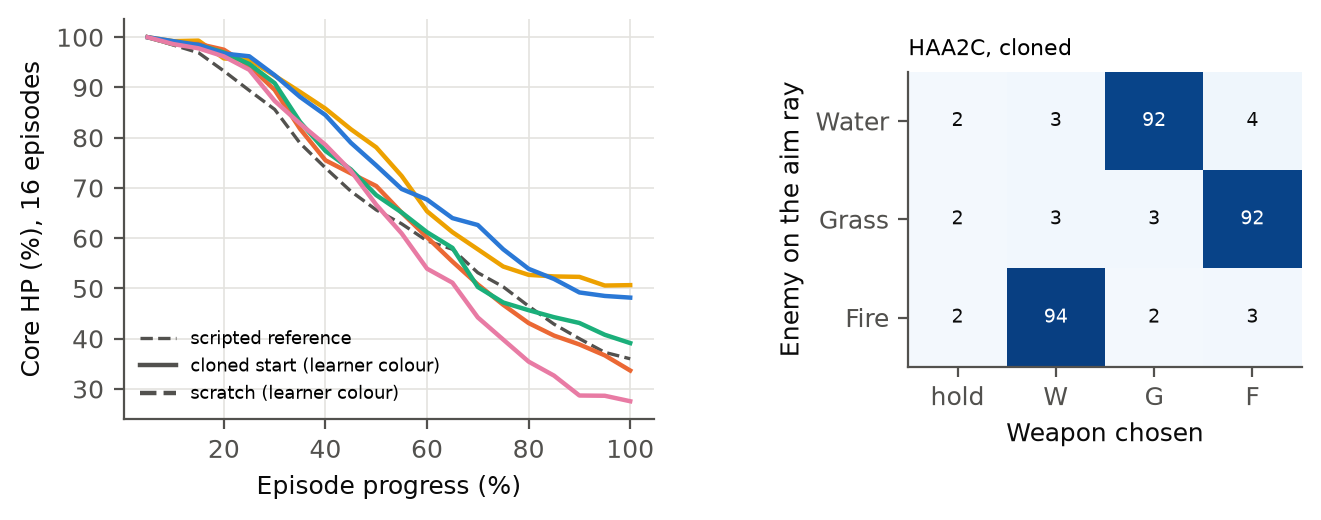 Core HP (%), 16 episodes
100
90
80
70
60
50
40
30
scripted reference
cloned start (learner colour)
scratch (learner colour)
20 40 60 80 100
Episode progress (%)
HAA2C, cloned
Enemy on the aim ray
Water 2 3 92 4
Grass 2 3 3 92
Fire 2 94 2 3
hold W G F
Weapon chosen